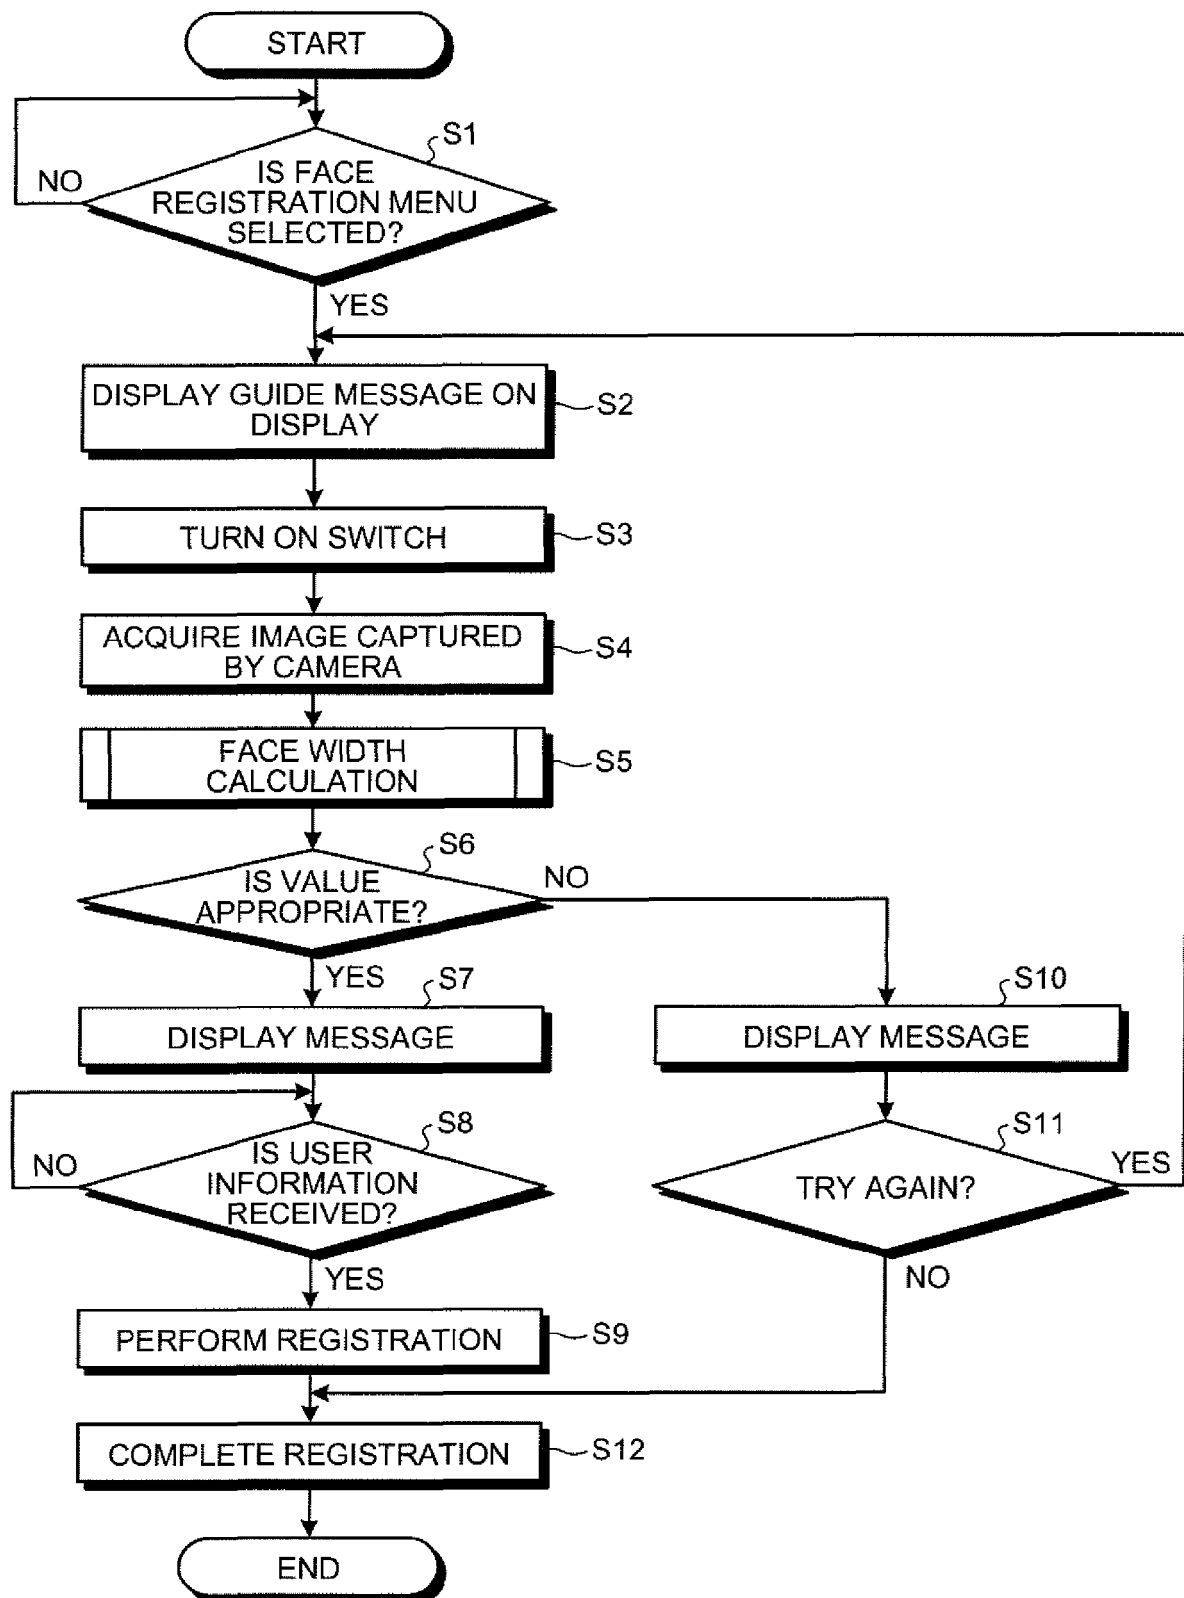 START
S1
IS FACE
REGISTRATION MENU
SELECTED?
NO
YES
DISPLAY GUIDE MESSAGE ON
DISPLAY
S2
TURN ON SWITCH
S3
ACQUIRE IMAGE CAPTURED
BY CAMERA
S4
FACE WIDTH
CALCULATION
S5
S6
IS VALUE
APPROPRIATE?
NO
YES
S7
DISPLAY MESSAGE
S10
DISPLAY MESSAGE
S8
IS USER
INFORMATION
RECEIVED?
NO
YES
S11
TRY AGAIN?
YES
NO
PERFORM REGISTRATION
S9
COMPLETE REGISTRATION
S12
END